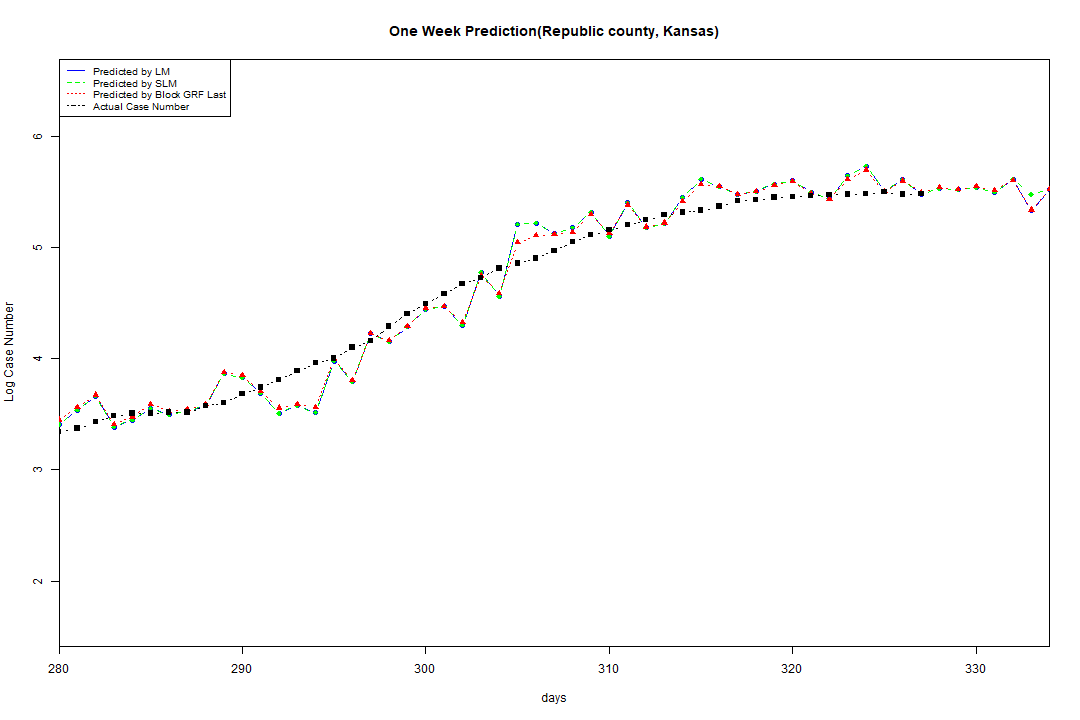 One Week Prediction(Republic county, Kansas)
Predicted by LM
Predicted by SLM
Predicted by Block GRF Last
Actual Case Number
6
5
4
3
2
Log Case Number
280 290 300 310 320 330
days